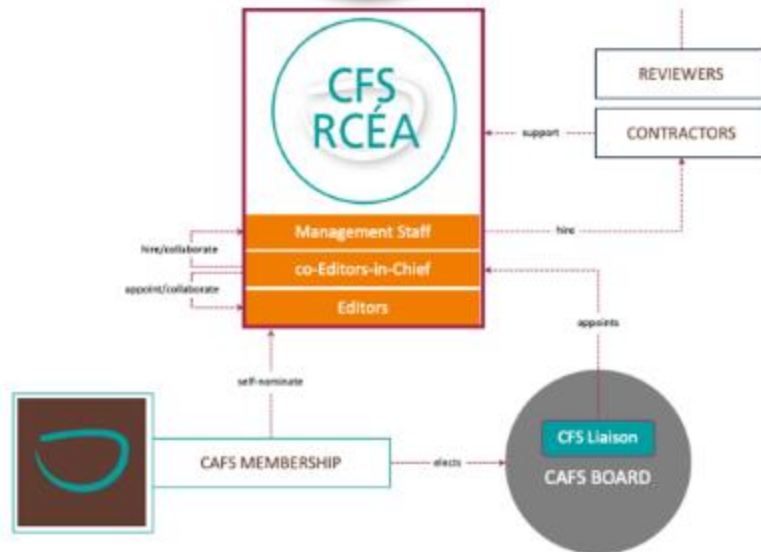 CFS
RCÉA
REVIEWERS
CONTRACTORS
support
Management Staff
hire
hire/collaborate
co-Editors-in-Chief
appoint/collaborate
Editors
appoints
self-nominate
CFS Liaison
CAFS MEMBERSHIP
elects
CAFS BOARD